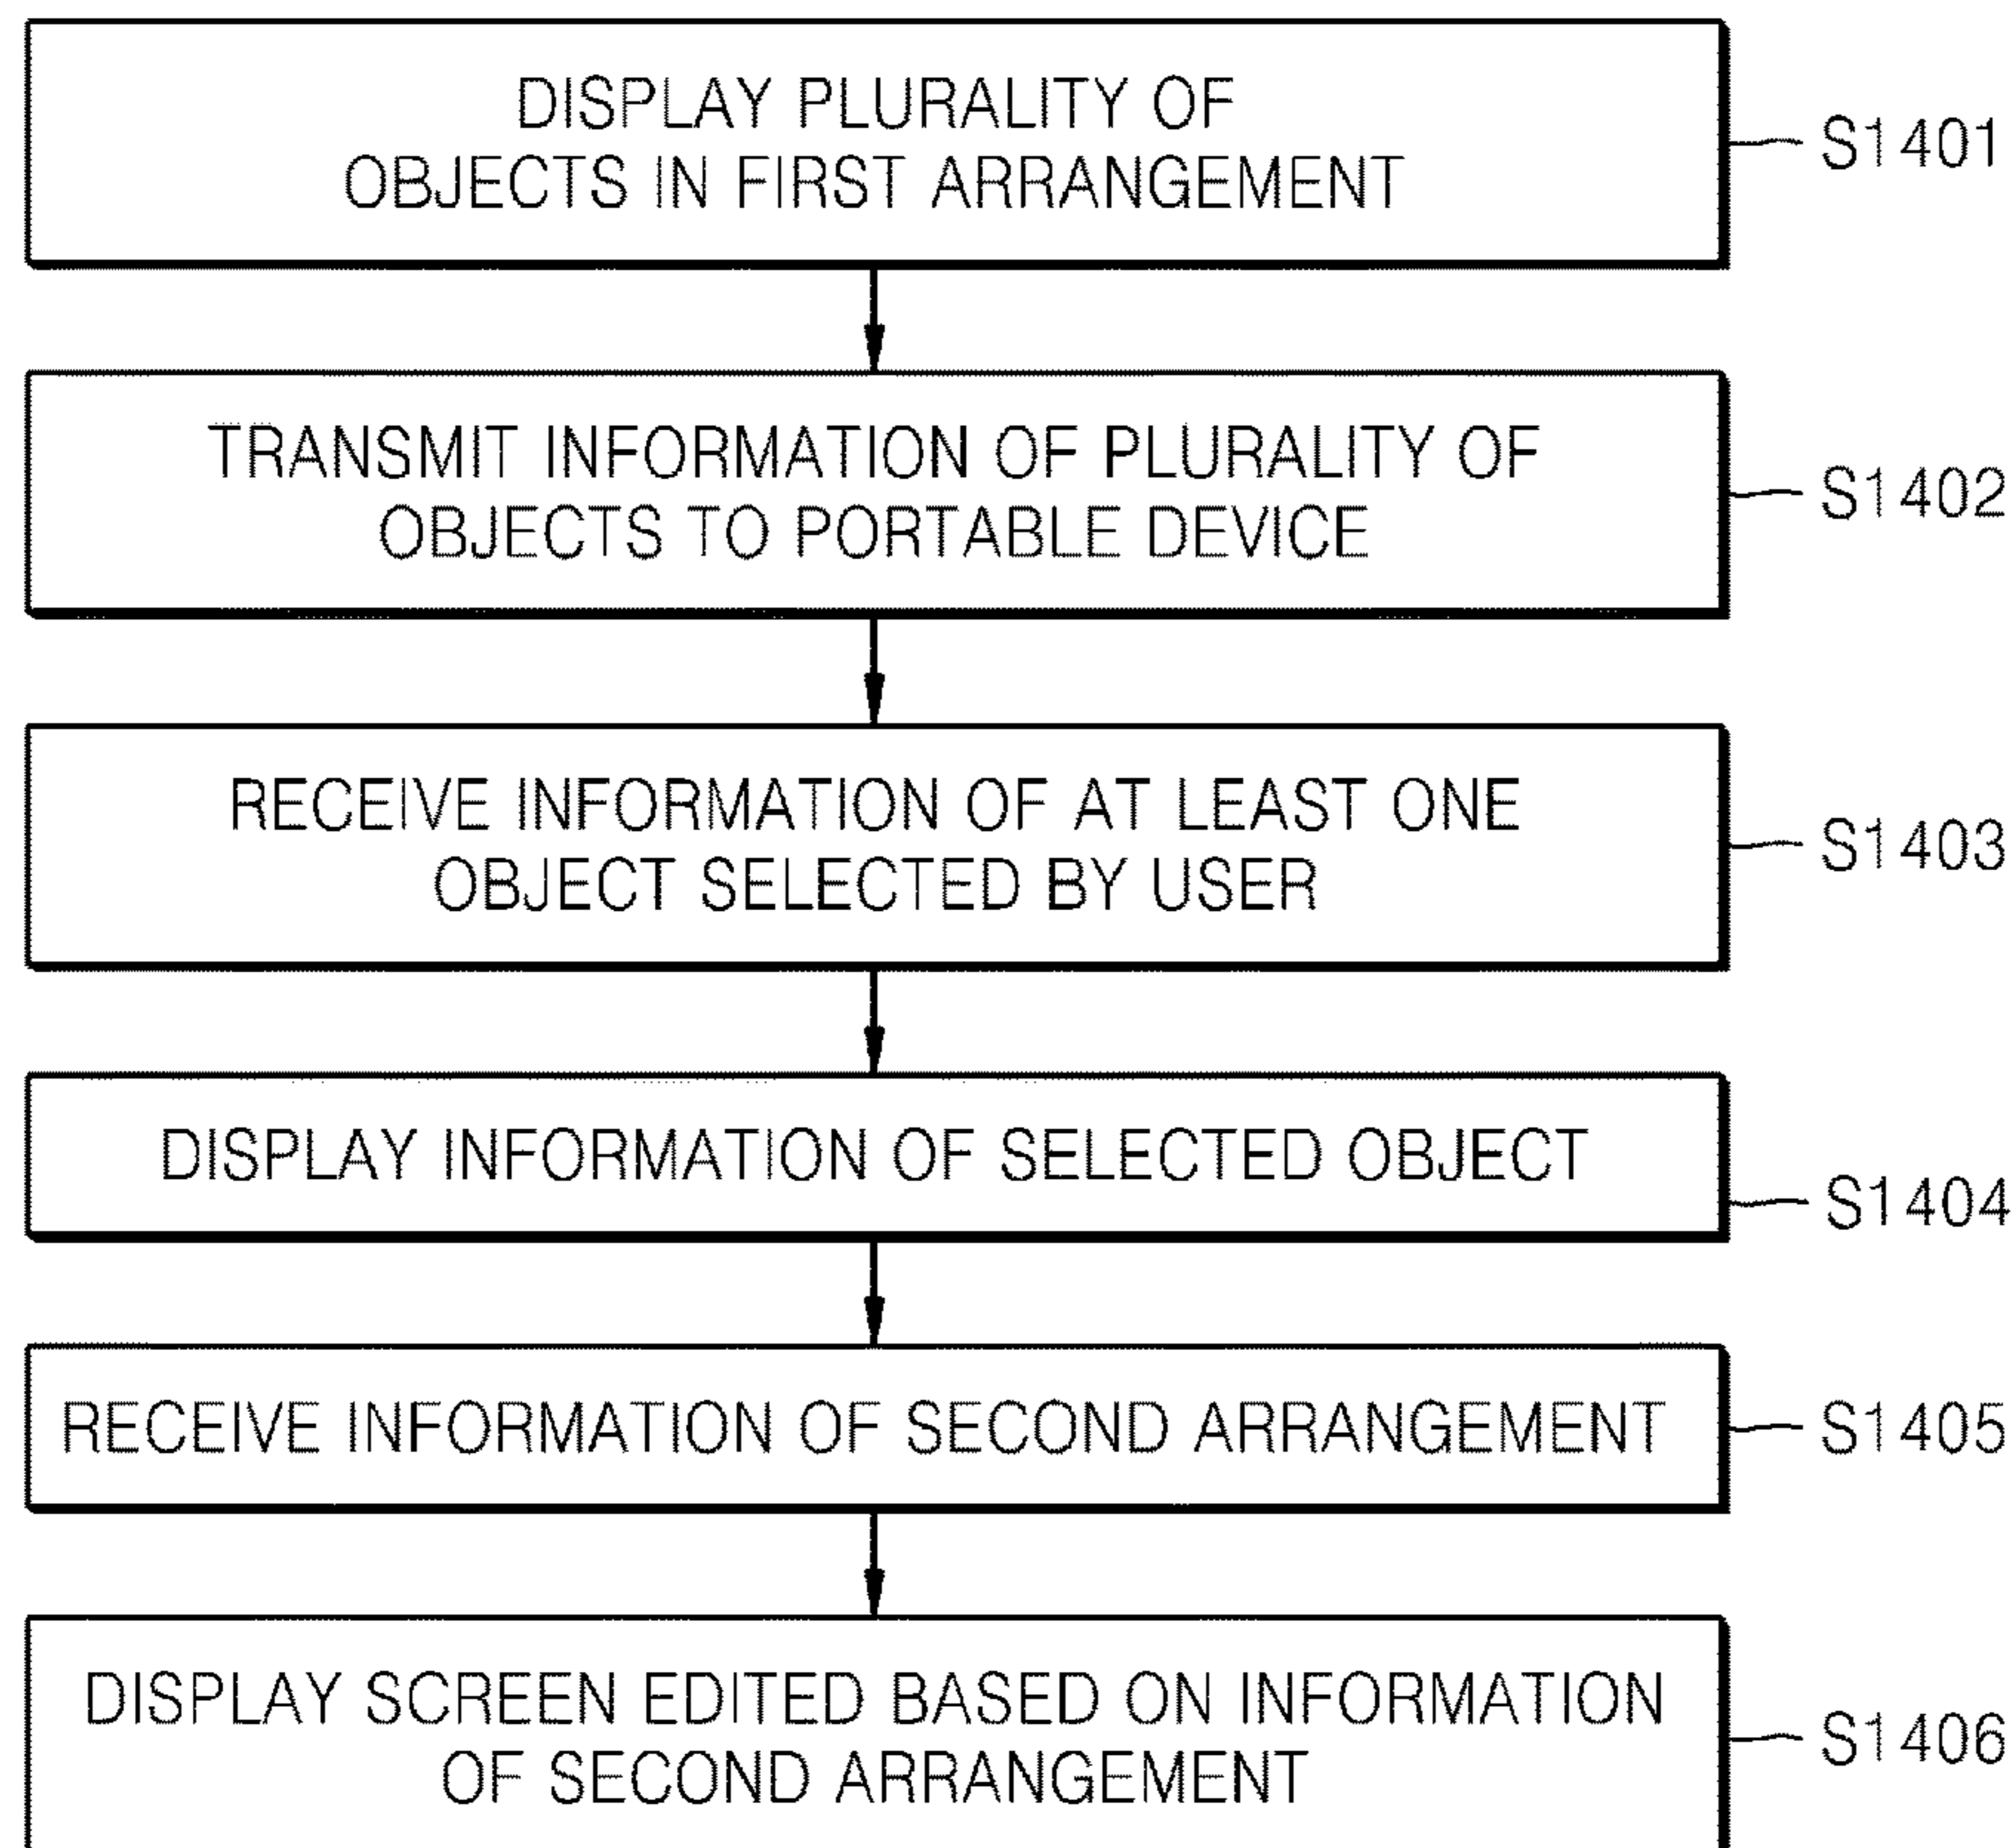 DISPLAY PLURALITY OF
OBJECTS IN FIRST ARRANGEMENT
S1401
TRANSMIT INFORMATION OF PLURALITY OF
OBJECTS TO PORTABLE DEVICE
S1402
RECEIVE INFORMATION OF AT LEAST ONE
OBJECT SELECTED BY USER
S1403
DISPLAY INFORMATION OF SELECTED OBJECT
S1404
RECEIVE INFORMATION OF SECOND ARRANGEMENT
S1405
DISPLAY SCREEN EDITED BASED ON INFORMATION
OF SECOND ARRANGEMENT
S1406